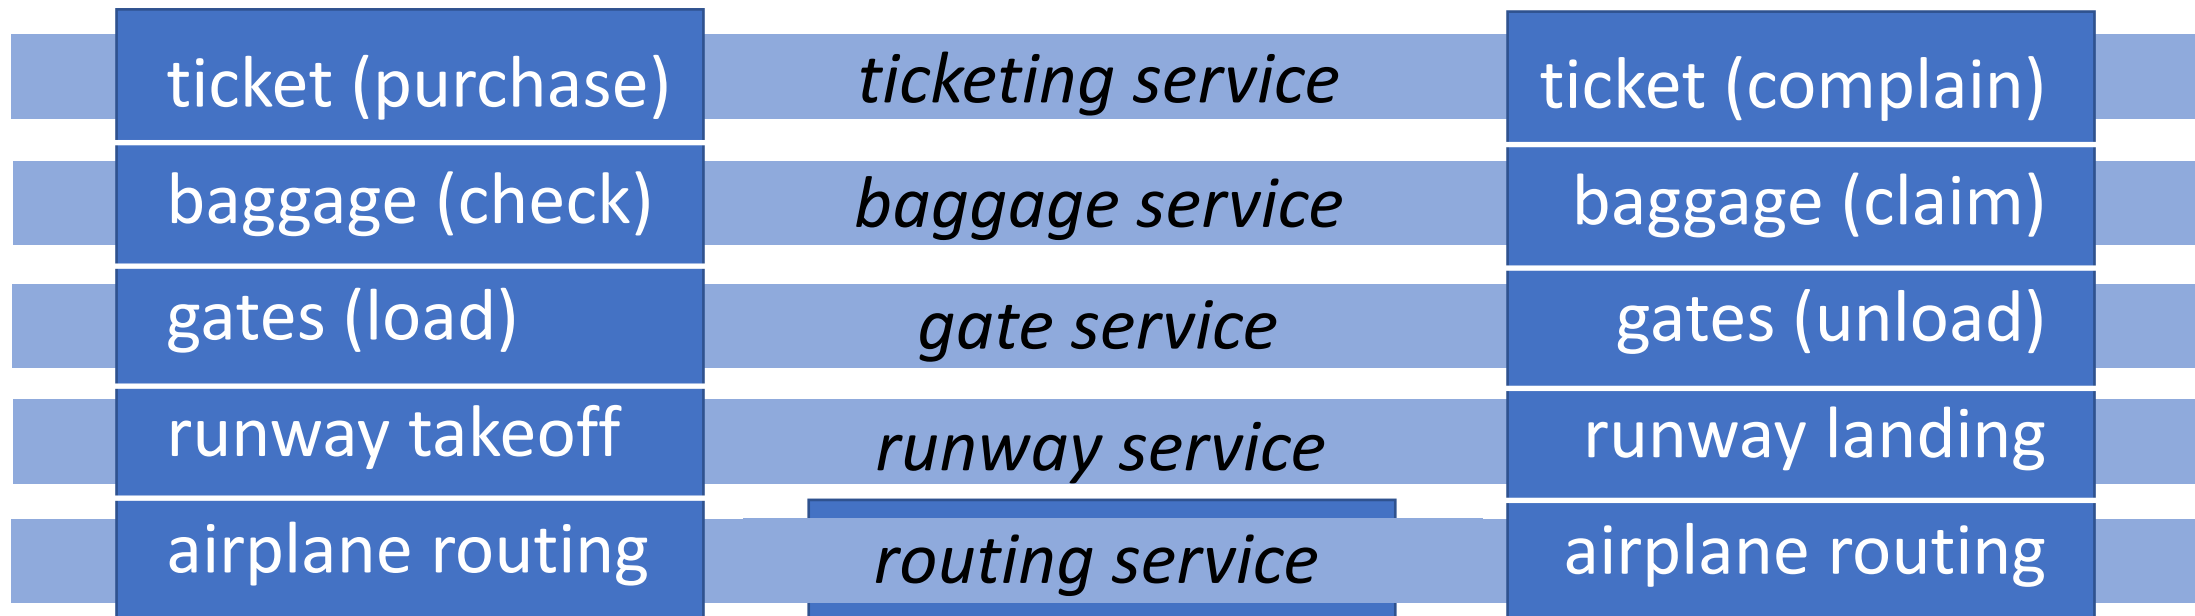 ticket (purchase) ticketing service ticket (complain)
baggage (check) baggage service baggage (claim)
gates (load) gate service gates (unload)
runway takeoff runway service runway landing
airplane routing routing service airplane routing